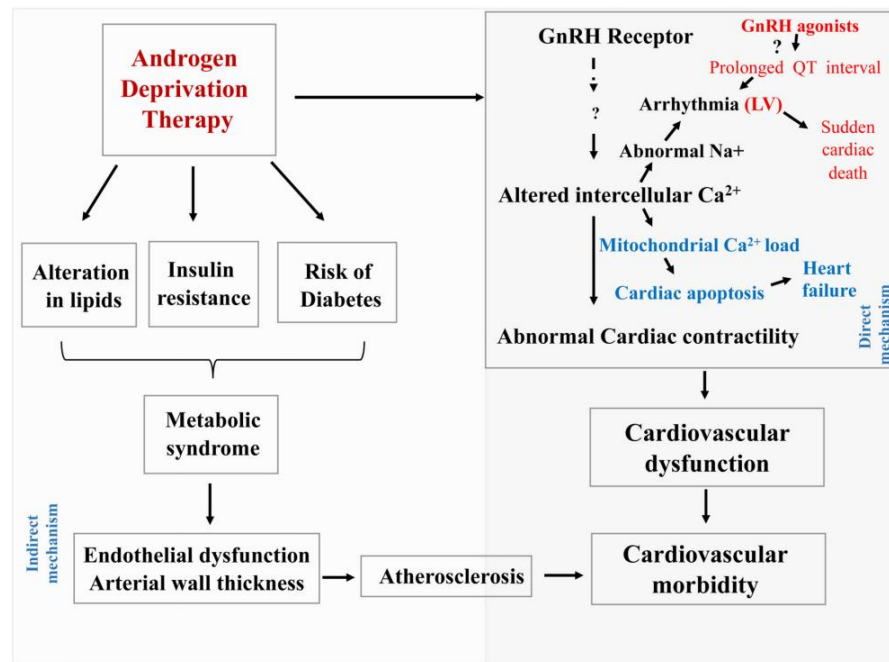 Androgen
Deprivation
Therapy
Alteration
in lipids
Insulin
resistance
Risk of
Diabetes
Metabolic
syndrome
Indirect
mechanism
Endothelial dysfunction
Arterial wall thickness
Atherosclerosis
GnRH Receptor
?
GnRH agonists
?
Prolonged QT interval
Arrhythmia (LV)
Sudden
cardiac
death
Abnormal Na+
Altered intercellular Ca²⁺
Mitochondrial Ca²⁺ load
Cardiac apoptosis
Heart
failure
Abnormal Cardiac contractility
Direct
mechanism
Cardiovascular
dysfunction
Cardiovascular
morbidity